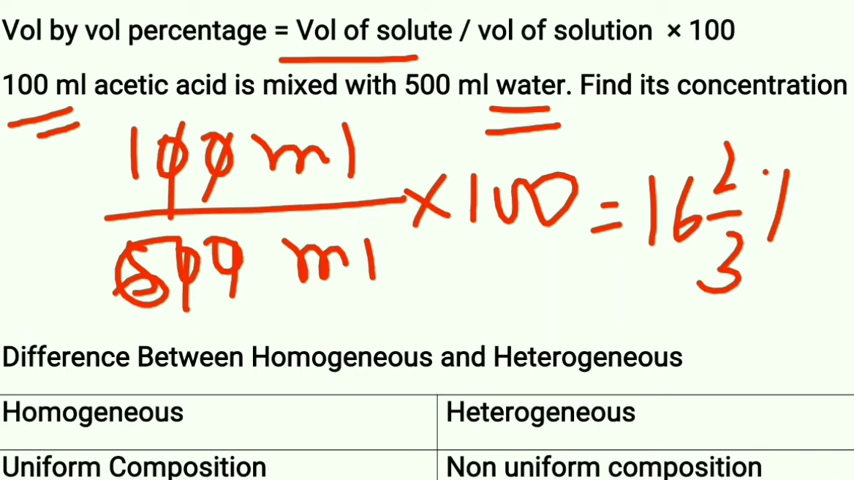 Vol by vol percentage = Vol of solute / vol of solution × 100
100 ml acetic acid is mixed with 500 ml water. Find its concentration
100 ml
600 ml
×100 = 16 2/3 %
Difference Between Homogeneous and Heterogeneous
Homogeneous Heterogeneous
Uniform Composition Non uniform composition